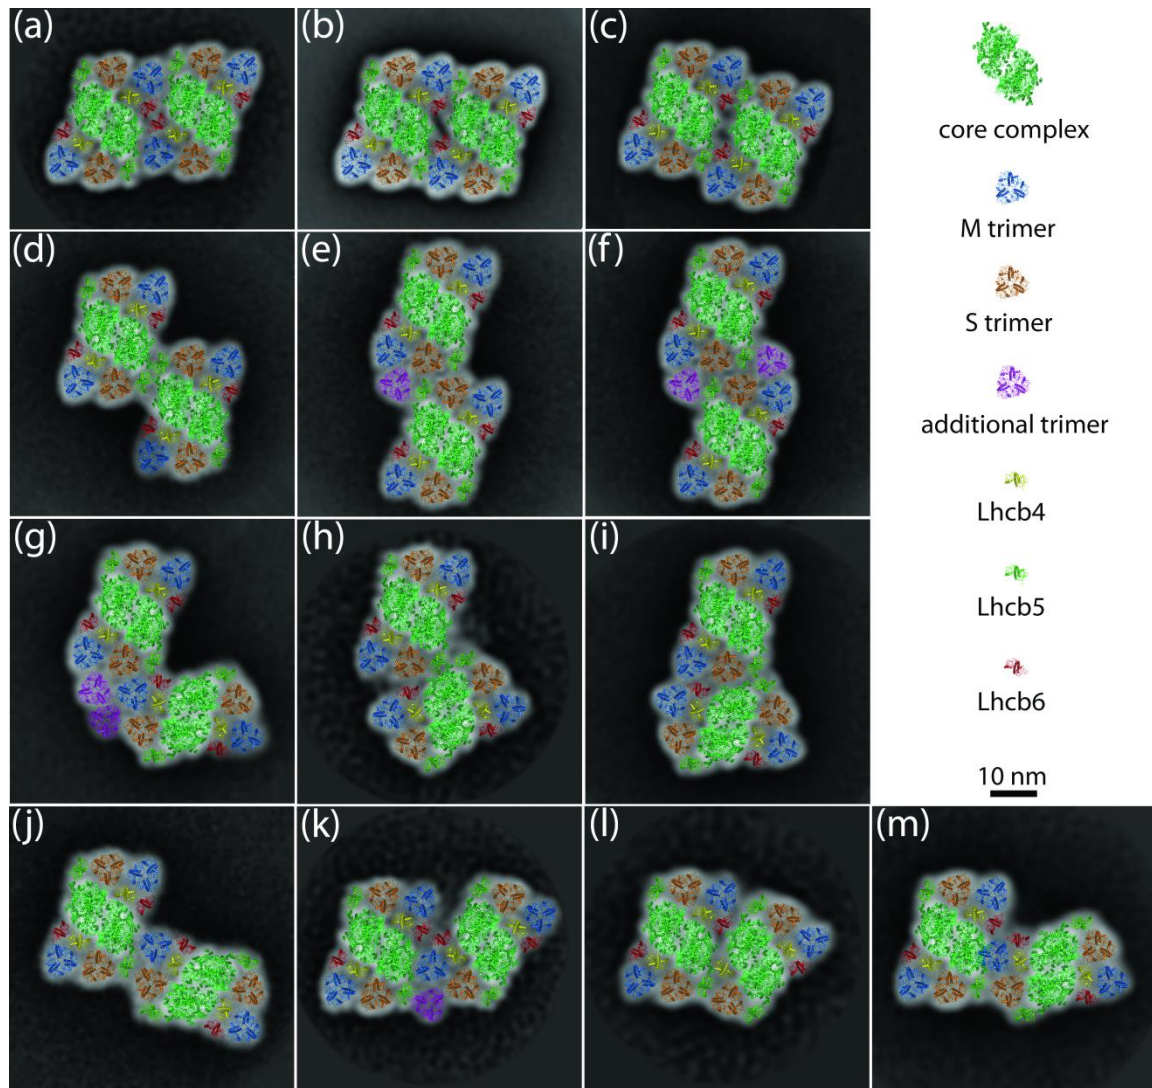 (a)
(b)
(c)
core complex
M trimer
(d)
(e)
(f)
S trimer
additional trimer
Lhcb4
(g)
(h)
(i)
Lhcb5
Lhcb6
10 nm
(j)
(k)
(l)
(m)